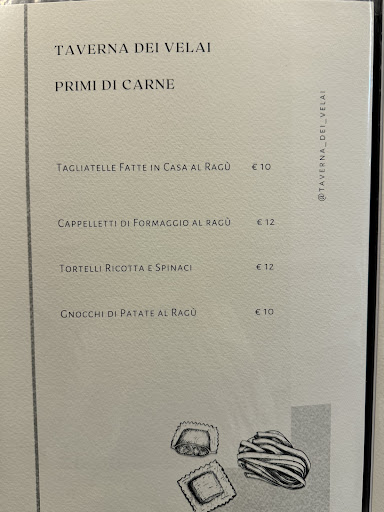 TAVERNA DEI VELAI
PRIMI DI CARNE
@TAVERNA_DEI_VELAI
TAGLIATELLE FATTE IN CASA AL RAGÙ € 10
CAPPELLETTI DI FORMAGGIO AL RAGÙ € 12
TORTELLI RICOTTA E SPINACI € 12
GNOCCHI DI PATATE AL RAGÙ € 10